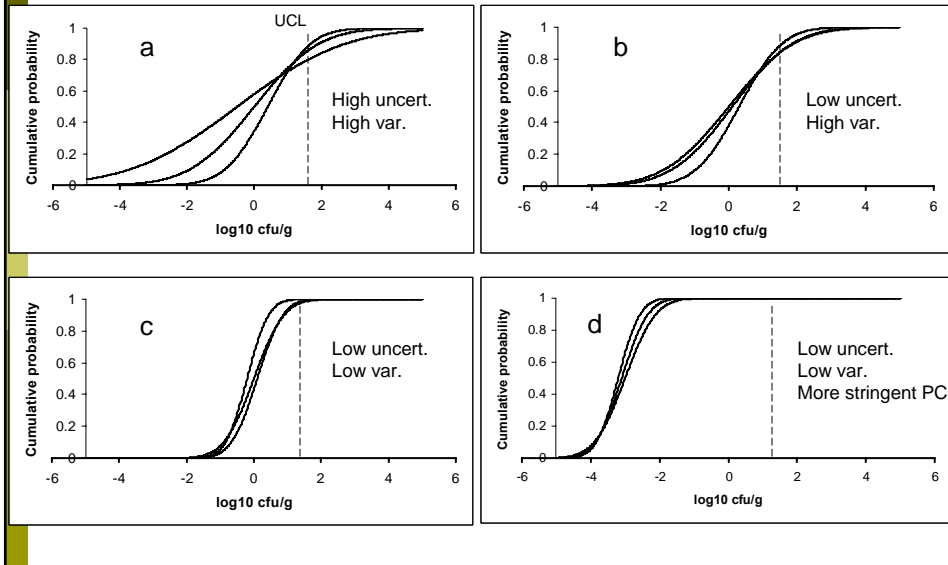 UCL
a
High uncert.
High var.
Cumulative probability
1
0.8
0.6
0.4
0.2
0
-6 -4 -2 0 2 4 6
log10 cfu/g
b
Low uncert.
High var.
Cumulative probability
1
0.8
0.6
0.4
0.2
0
-6 -4 -2 0 2 4 6
log10 cfu/g
c
Low uncert.
Low var.
Cumulative probability
1
0.8
0.6
0.4
0.2
0
-6 -4 -2 0 2 4 6
log10 cfu/g
d
Low uncert.
Low var.
More stringent PC
Cumulative probability
1
0.8
0.6
0.4
0.2
0
-6 -4 -2 0 2 4 6
log10 cfu/g